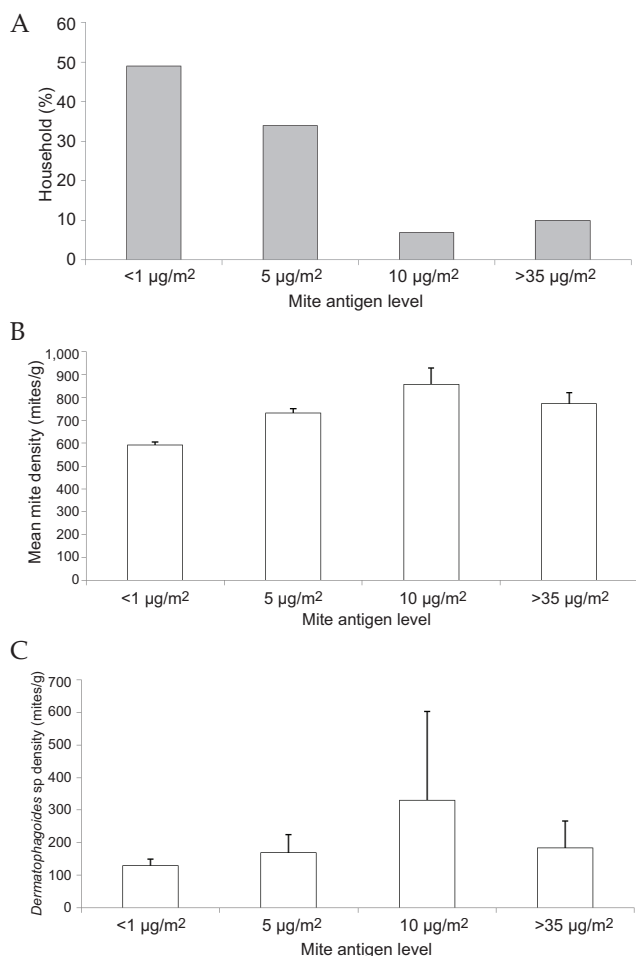 A
60
50
40
30
20
10
0
Household (%)
<1 µg/m² 5 µg/m² 10 µg/m² >35 µg/m²
Mite antigen level
B
1,000
900
800
700
600
500
400
300
200
100
0
Mean mite density (mites/g)
<1 µg/m² 5 µg/m² 10 µg/m² >35 µg/m²
Mite antigen level
C
700
600
500
400
300
200
100
0
Dermatophagoides sp density (mites/g)
<1 µg/m² 5 µg/m² 10 µg/m² >35 µg/m²
Mite antigen level